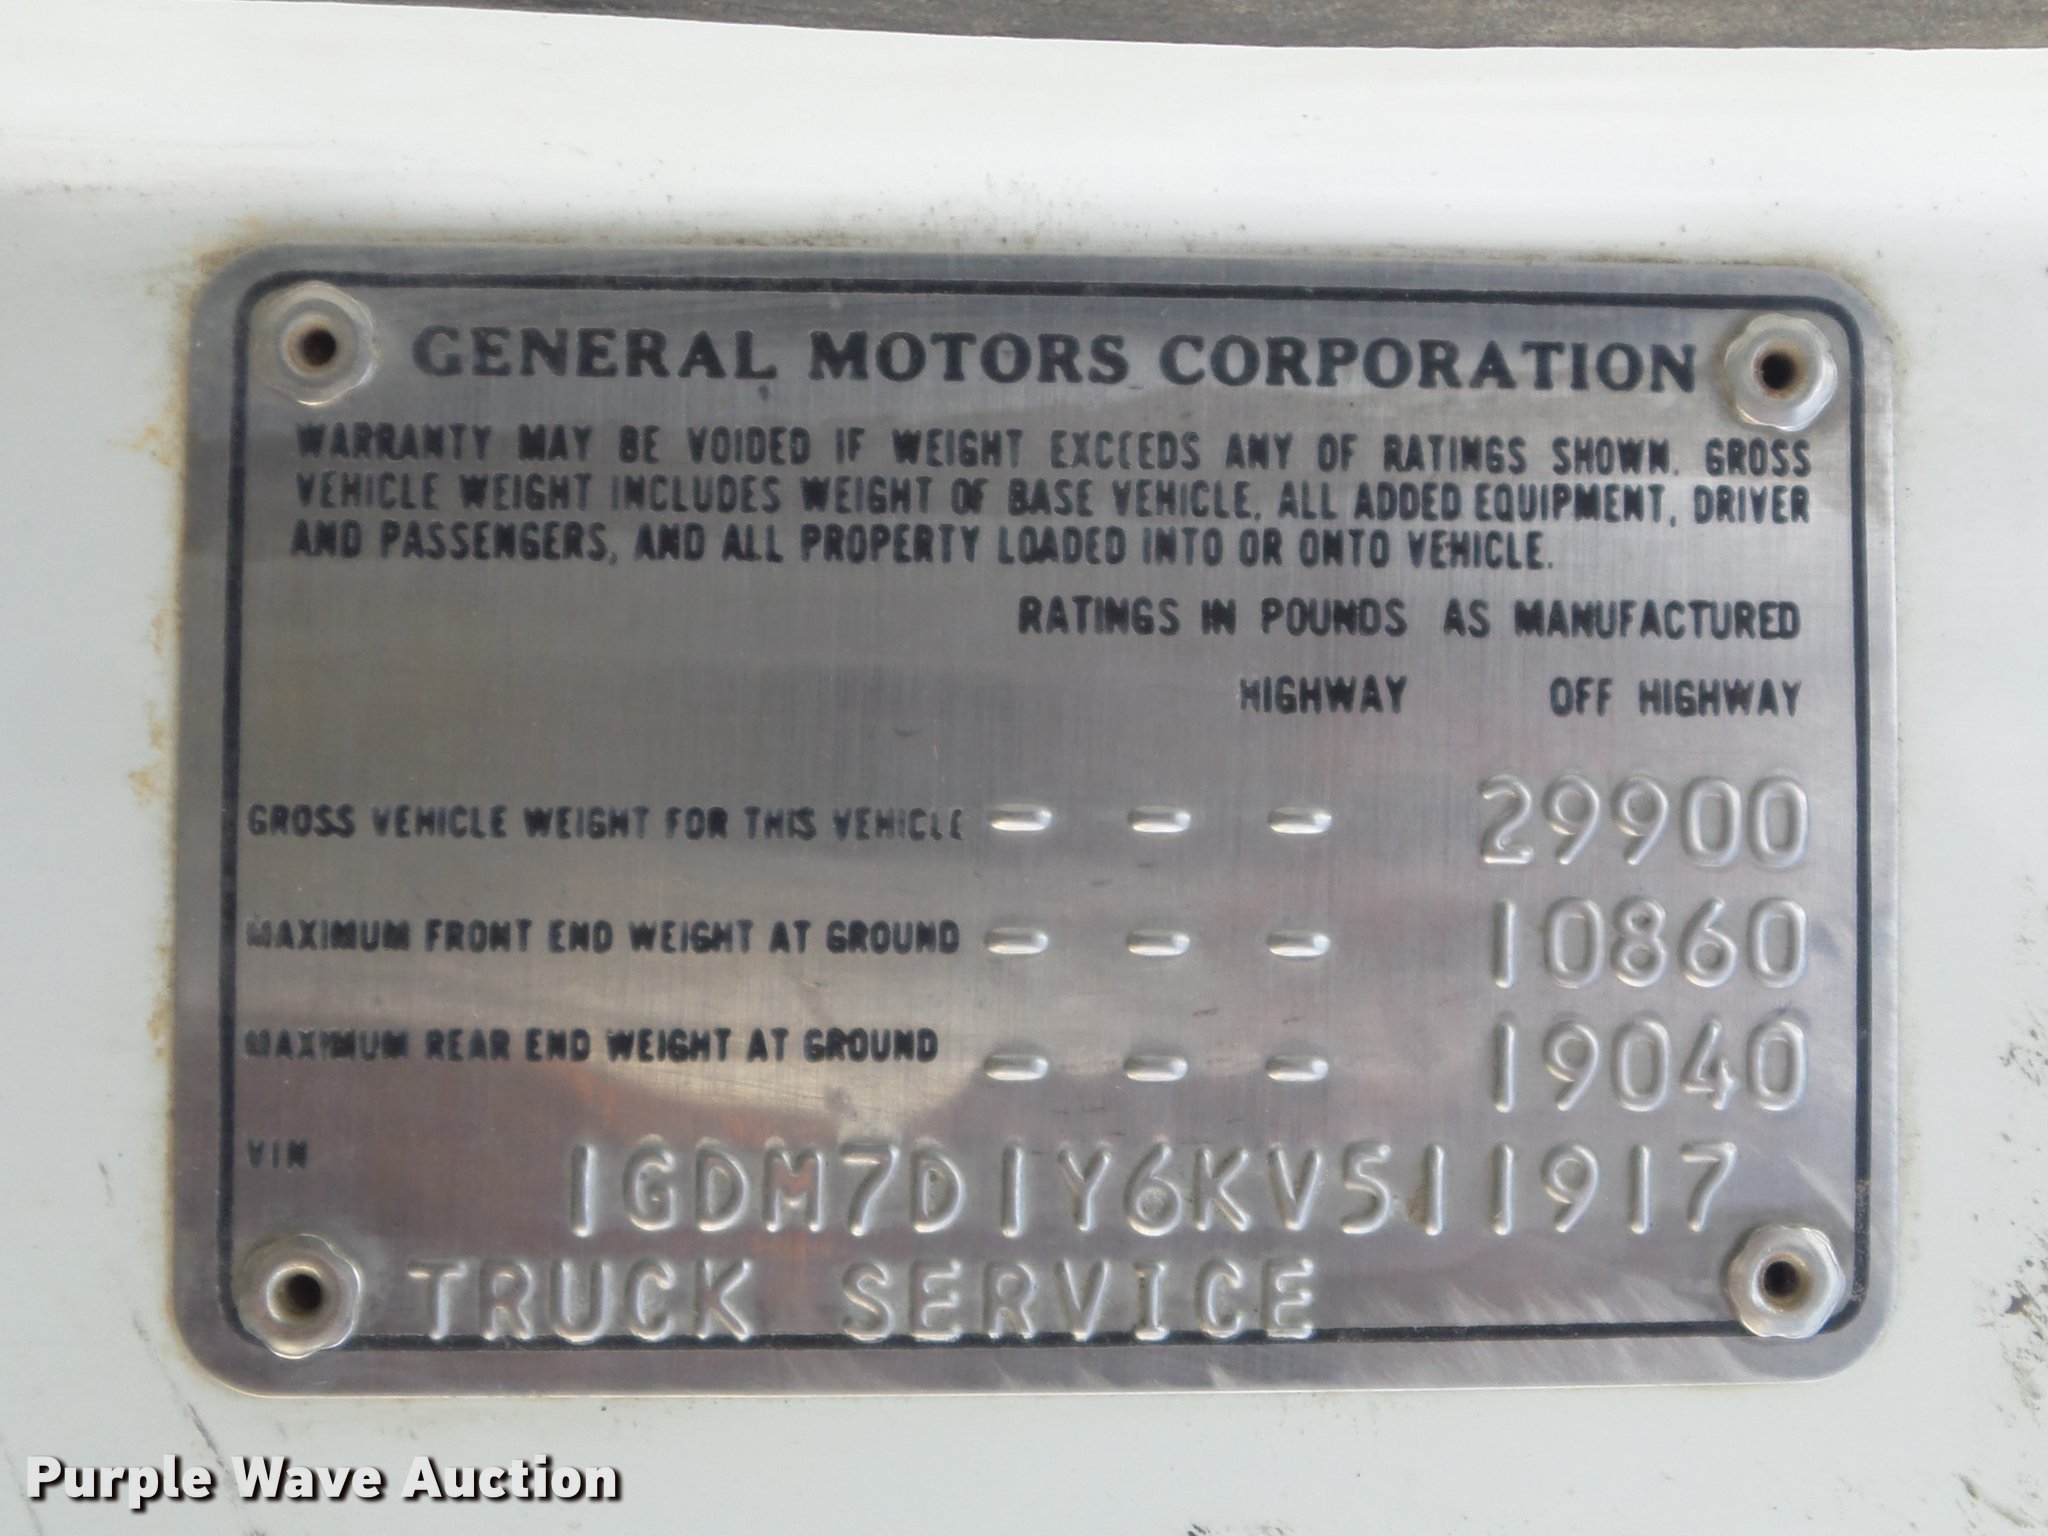 GENERAL MOTORS CORPORATION
WARRANTY MAY BE VOIDED IF WEIGHT EXCEEDS ANY OF RATINGS SHOWN. GROSS
VEHICLE WEIGHT INCLUDES WEIGHT OF BASE VEHICLE, ALL ADDED EQUIPMENT, DRIVER
AND PASSENGERS, AND ALL PROPERTY LOADED INTO OR ONTO VEHICLE.
RATINGS IN POUNDS AS MANUFACTURED
HIGHWAY OFF HIGHWAY
GROSS VEHICLE WEIGHT FOR THIS VEHICLE - - - 29900
MAXIMUM FRONT END WEIGHT AT GROUND - - - 10860
MAXIMUM REAR END WEIGHT AT GROUND - - - 19040
VIN 1GDM7D1Y6KV511917
TRUCK SERVICE
Purple Wave Auction